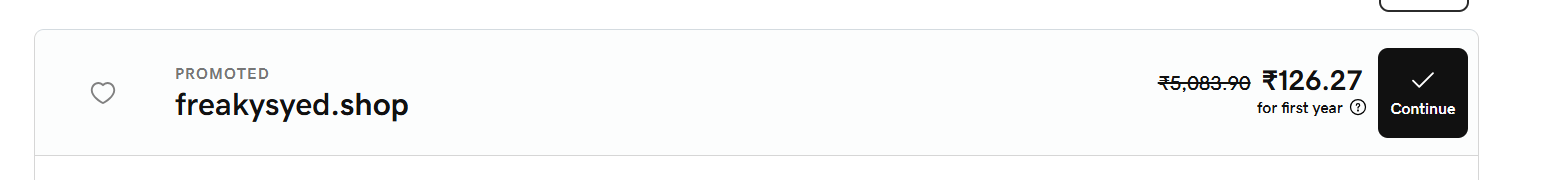 PROMOTED
freakysyed.shop
₹5,083.90 ₹126.27
for first year ?
Continue